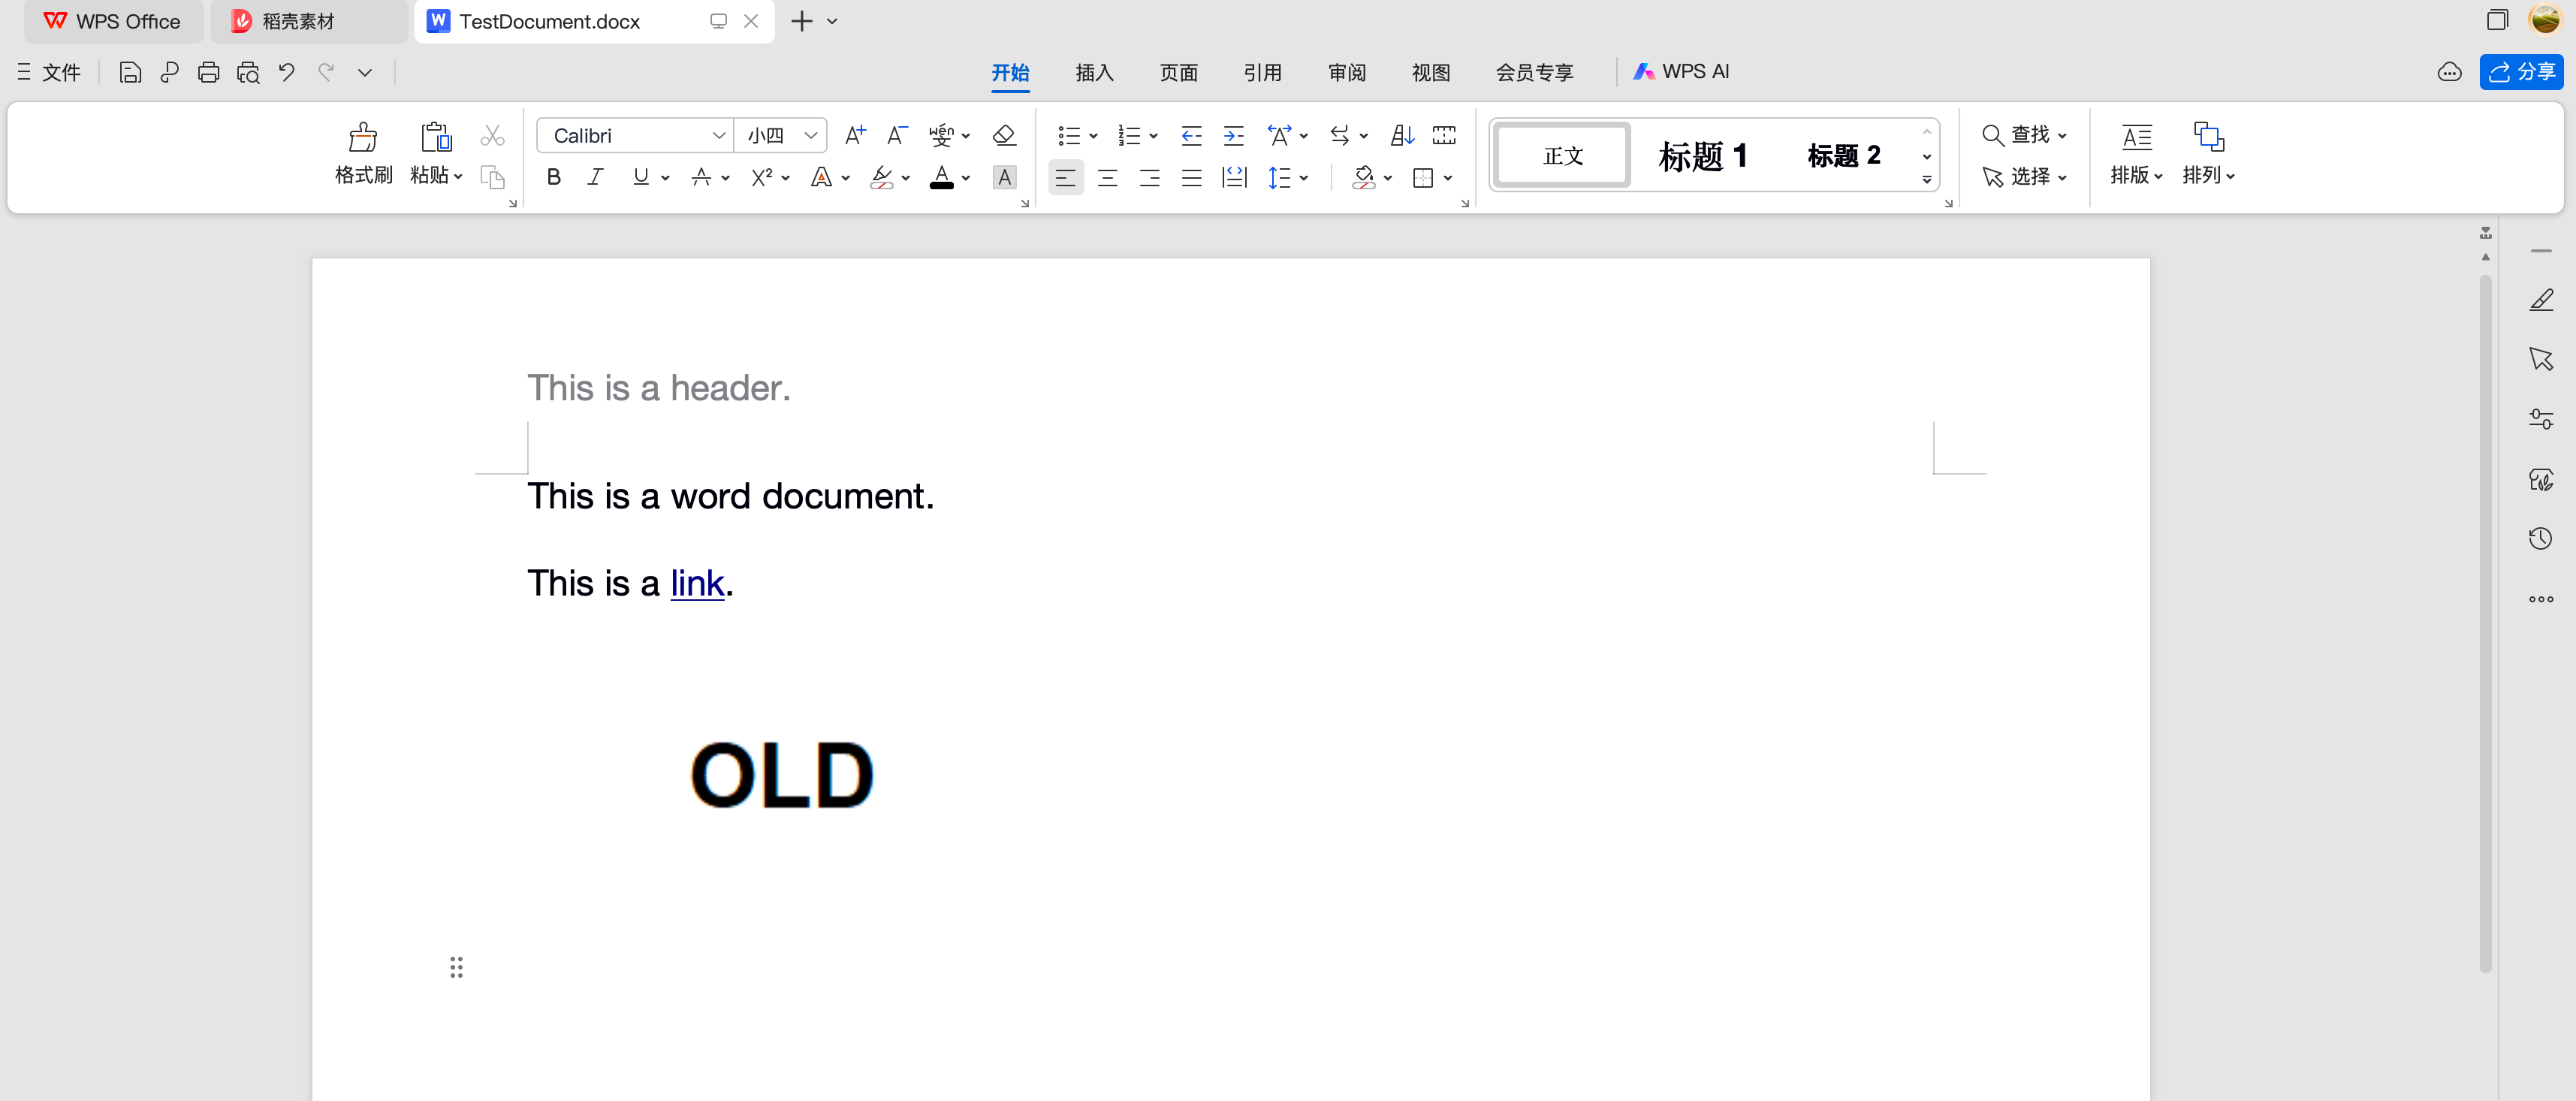 WPS Office 稻壳素材 TestDocument.docx
文件 开始 插入 页面 引用 审阅 视图 会员专享 WPS AI 分享
Calibri 小四 wén 变 查找
格式刷 粘贴 正文 标题 1 标题 2 选择 排版 排列
This is a header.
This is a word document.
This is a link.
OLD